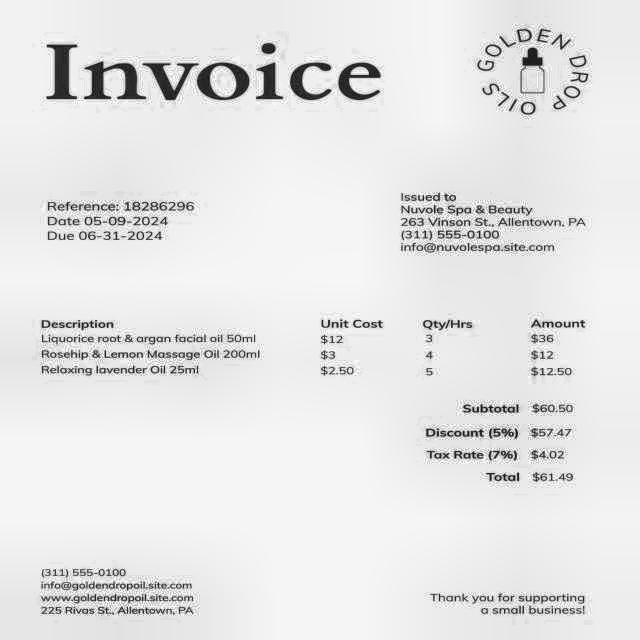 Invoice
GOLDEN DROP OILS
Reference: 18286296
Date 05-09-2024
Due 06-31-2024
Issued to
Nuvole Spa & Beauty
263 Vinson St., Allentown, PA
(311) 555-0100
info@nuvolespa.site.com
Description Unit Cost Qty/Hrs Amount
Liquorice root & argan facial oil 50ml $12 3 $36
Rosehip & Lemon Massage Oil 200ml $3 4 $12
Relaxing lavender Oil 25ml $2.50 5 $12.50
Subtotal $60.50
Discount (5%) $57.47
Tax Rate (7%) $4.02
Total $61.49
(311) 555-0100
info@goldendropoil.site.com
www.goldendropoil.site.com
225 Rivas St., Allentown, PA
Thank you for supporting
a small business!